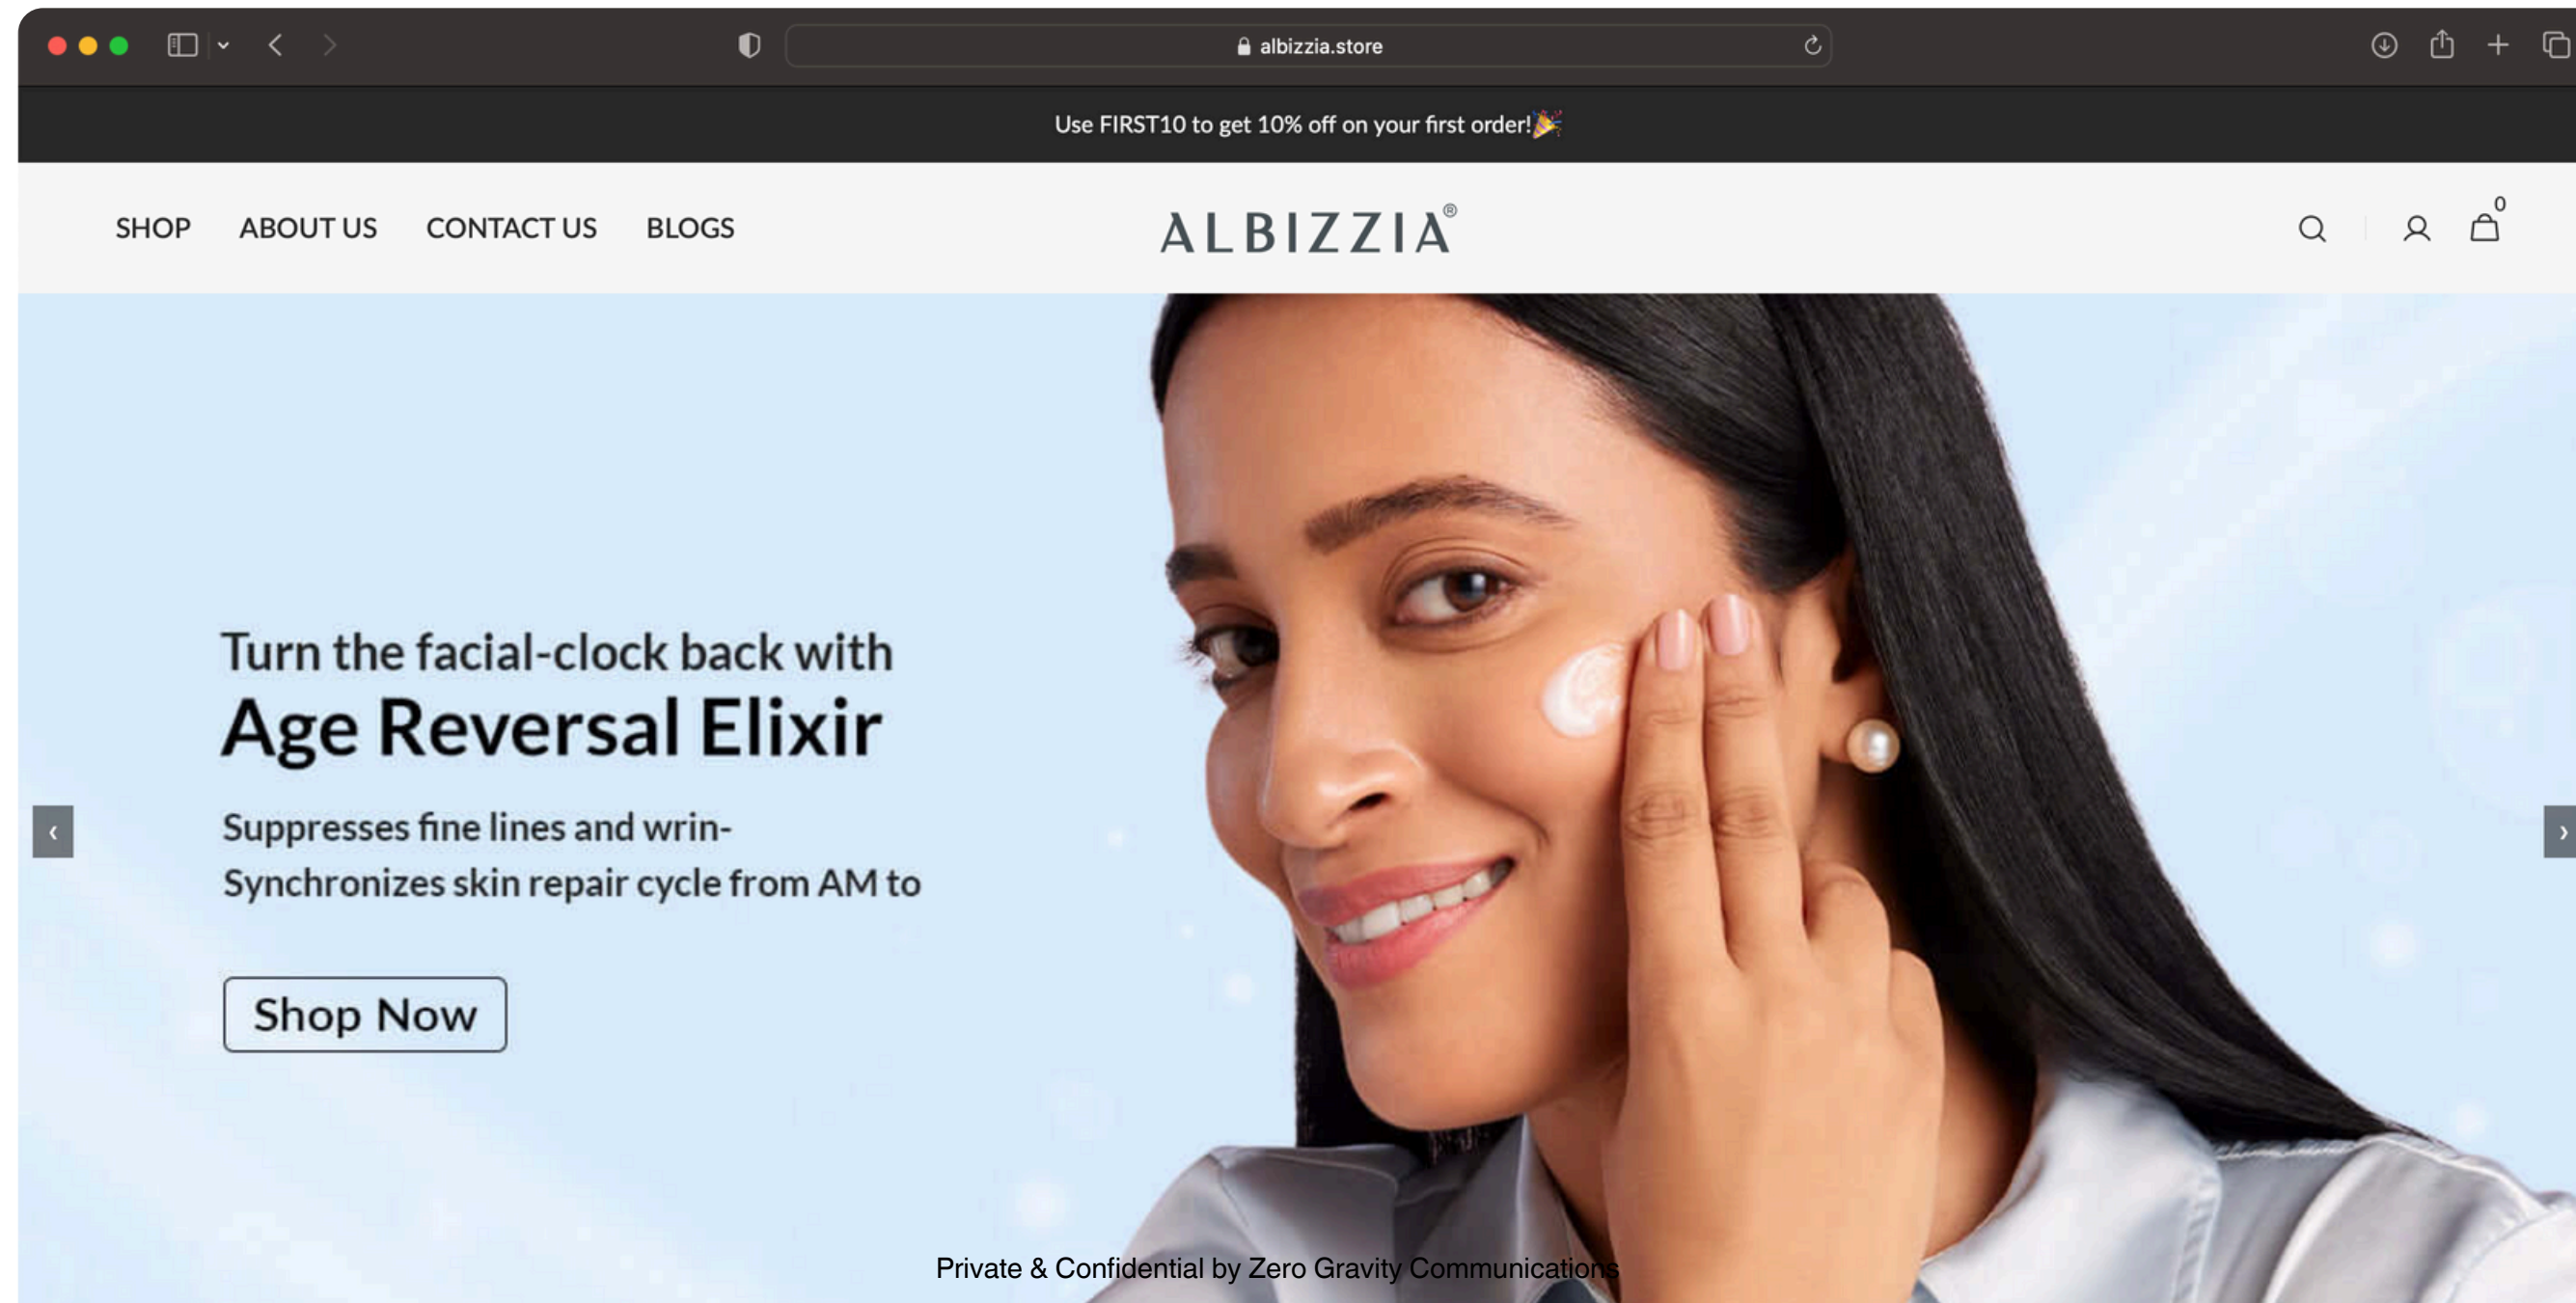 albizzia.store
Use FIRST10 to get 10% off on your first order!🎉
SHOP ABOUT US CONTACT US BLOGS
ALBIZZIA®
0
Turn the facial-clock back with
Age Reversal Elixir
Suppresses fine lines and wrin-
Synchronizes skin repair cycle from AM to
Shop Now
Private & Confidential by Zero Gravity Communications